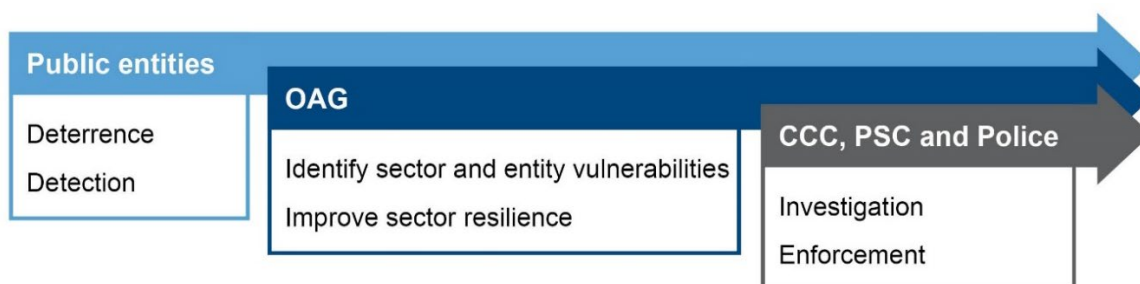 Public entities
Deterrence
Detection
OAG
Identify sector and entity vulnerabilities
Improve sector resilience
CCC, PSC and Police
Investigation
Enforcement